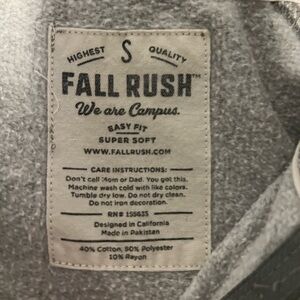 HIGHEST S QUALITY
FALL RUSH™
We are Campus.
EASY FIT
SUPER SOFT
WWW.FALLRUSH.COM
CARE INSTRUCTIONS:
Don't call Mom or Dad. You got this.
Machine wash cold with like colors.
Tumble dry low. Do not dry clean.
Do not iron decoration.
RN# 155635
Designed in California
Made in Pakistan
40% Cotton, 50% Polyester
10% Rayon